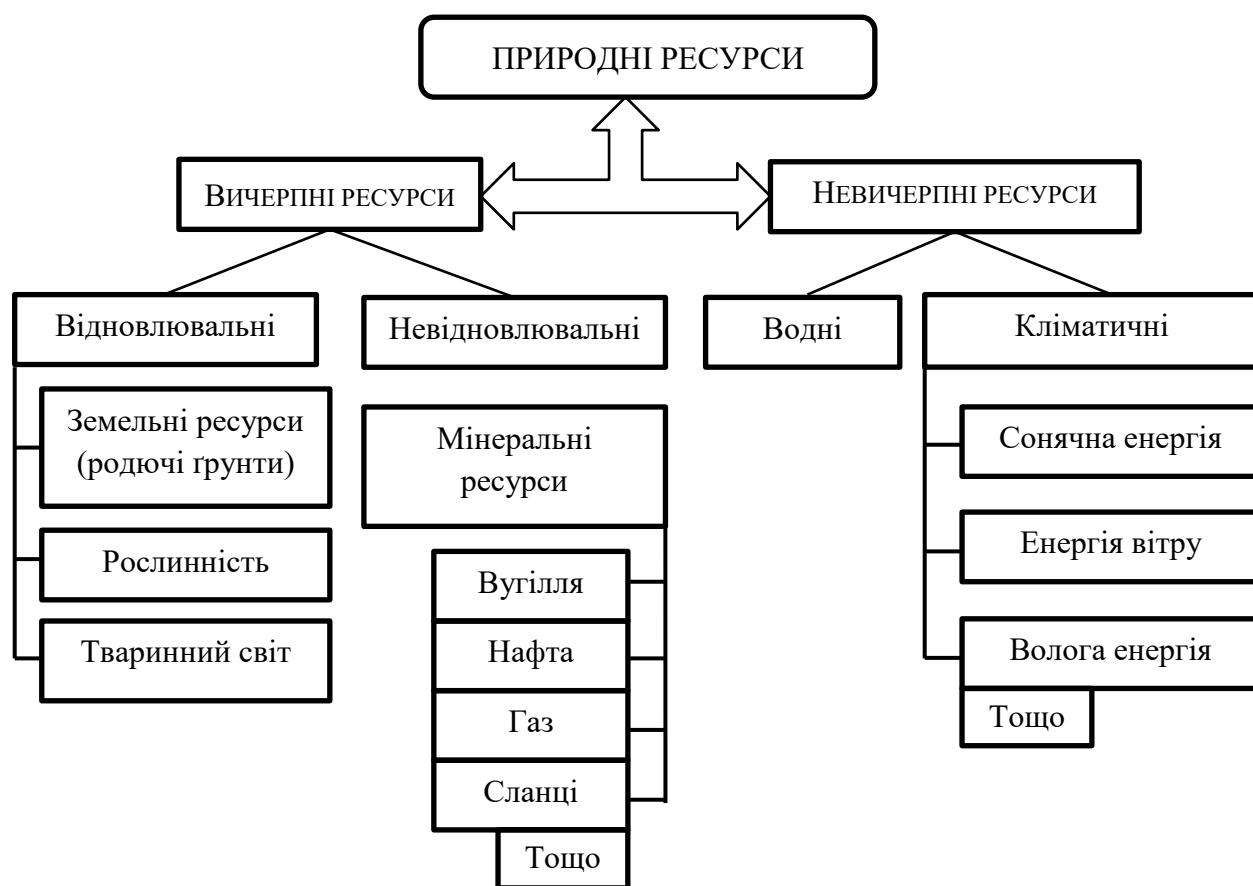 ПРИРОДНІ РЕСУРСИ
ВИЧЕРПНІ РЕСУРСИ
НЕВИЧЕРПНІ РЕСУРСИ
Відновлювальні
Невідновлювальні
Водні
Кліматичні
Земельні ресурси
(родючі ґрунти)
Рослинність
Тваринний світ
Мінеральні
ресурси
Вугілля
Нафта
Газ
Сланці
Тощо
Сонячна енергія
Енергія вітру
Волога енергія
Тощо